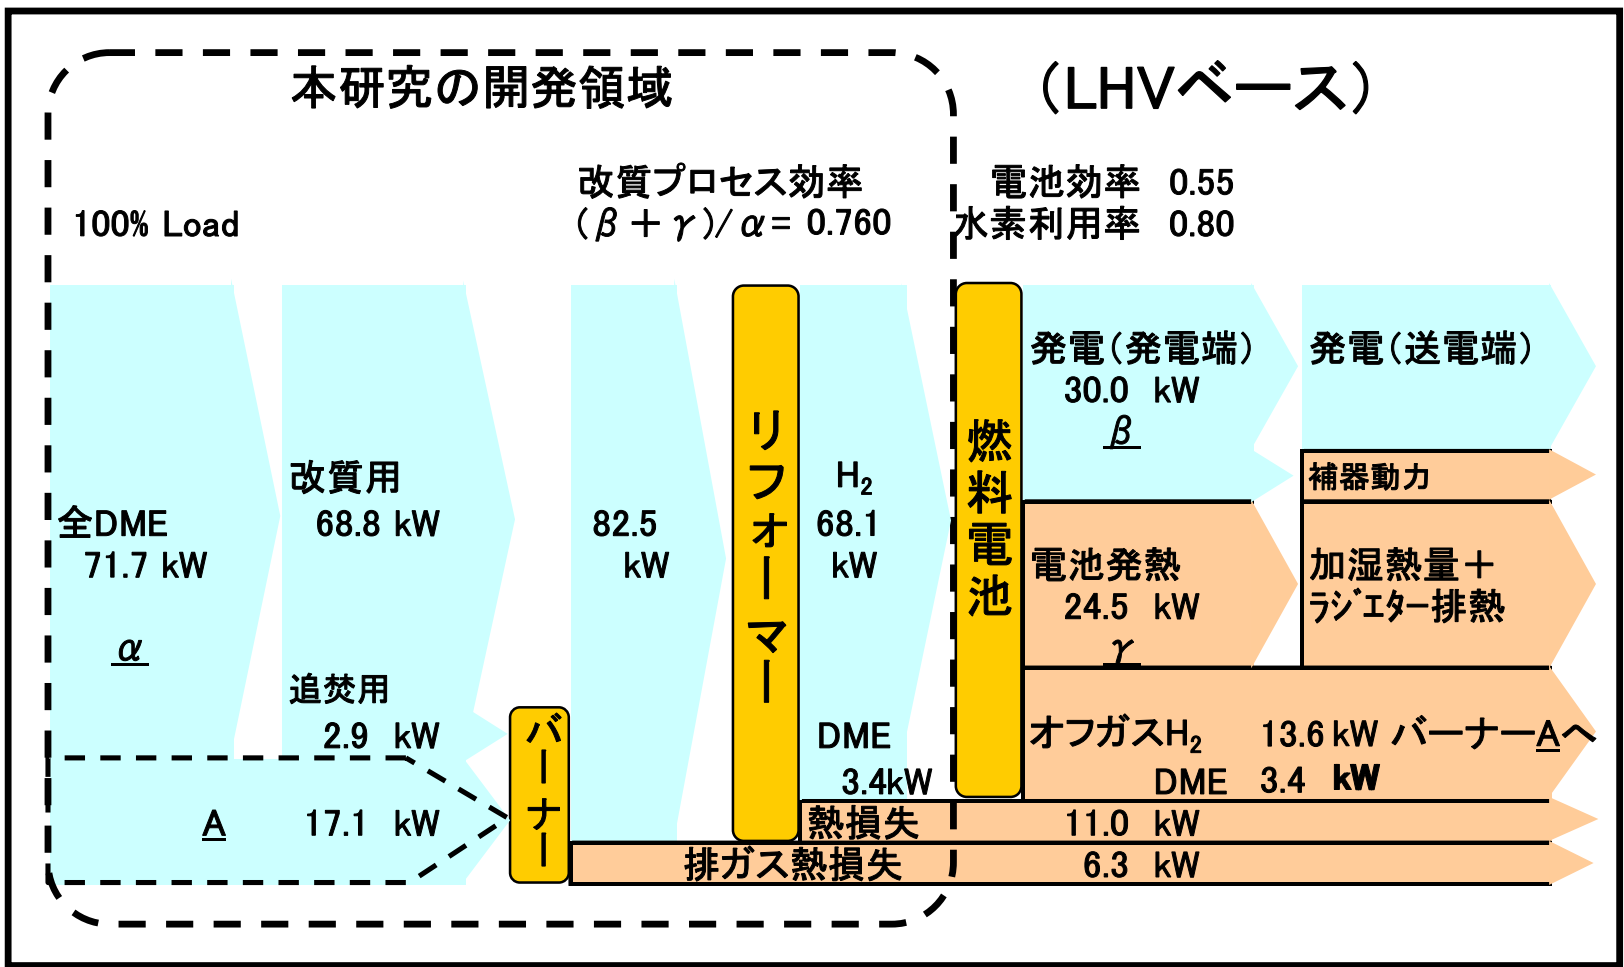 本研究の開発領域
（LHVベース）
改質プロセス効率
(β＋γ)/α= 0.760
100% Load
電池効率 0.55
水素利用率 0.80
全DME
71.7 kW
α
改質用
68.8 kW
追焚用
2.9 kW
A
17.1 kW
バーナー
82.5
kW
リフォーマー
H2
68.1
kW
DME
3.4kW
燃料電池
発電（発電端）
30.0 kW
β
発電（送電端）
補器動力
電池発熱
24.5 kW
γ
加湿熱量＋
ラジエター排熱
オフガスH2 13.6 kW バーナーAへ
DME 3.4 kW
熱損失 11.0 kW
排ガス熱損失 6.3 kW